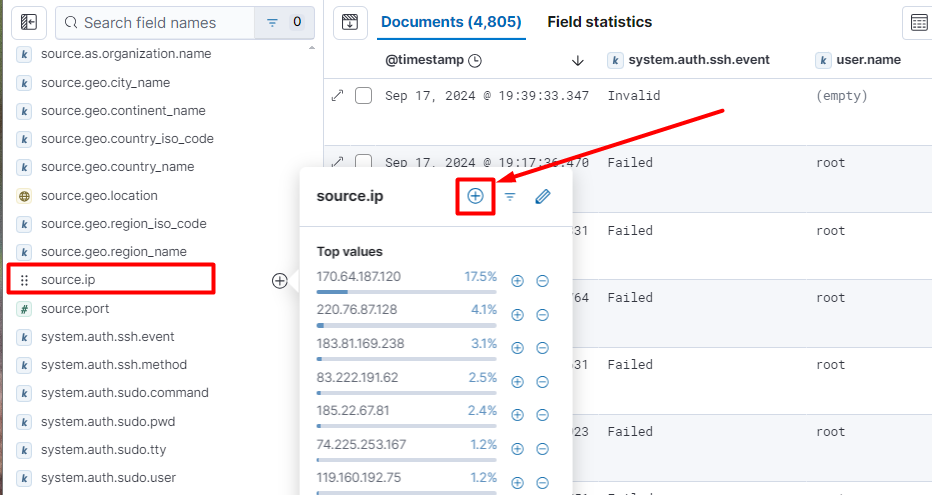 Search field names
0
source.as.organization.name
k source.geo.city_name
k source.geo.continent_name
k source.geo.country_iso_code
k source.geo.country_name
source.geo.location
k source.geo.region_iso_code
k source.geo.region_name
source.ip
# source.port
k system.auth.ssh.event
k system.auth.ssh.method
k system.auth.sudo.command
k system.auth.sudo.pwd
k system.auth.sudo.tty
k system.auth.sudo.user
Documents (4,805) Field statistics
@timestamp k system.auth.ssh.event k user.name
Sep 17, 2024 @ 19:39:33.347 Invalid (empty)
Sep 17, 2024 @ 19:17:36.470 Failed root
31 Failed root
764 Failed root
531 Failed root
923 Failed root
source.ip
Top values
170.64.187.120 17.5%
220.76.87.128 4.1%
183.81.169.238 3.1%
83.222.191.62 2.5%
185.22.67.81 2.4%
74.225.253.167 1.2%
119.160.192.75 1.2%